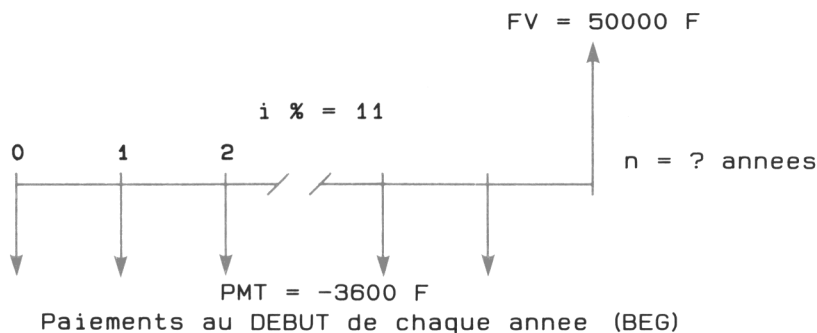 FV = 50000 F
i % = 11
0 1 2
n = ? annees
PMT = -3600 F
Paiements au DEBUT de chaque annee (BEG)